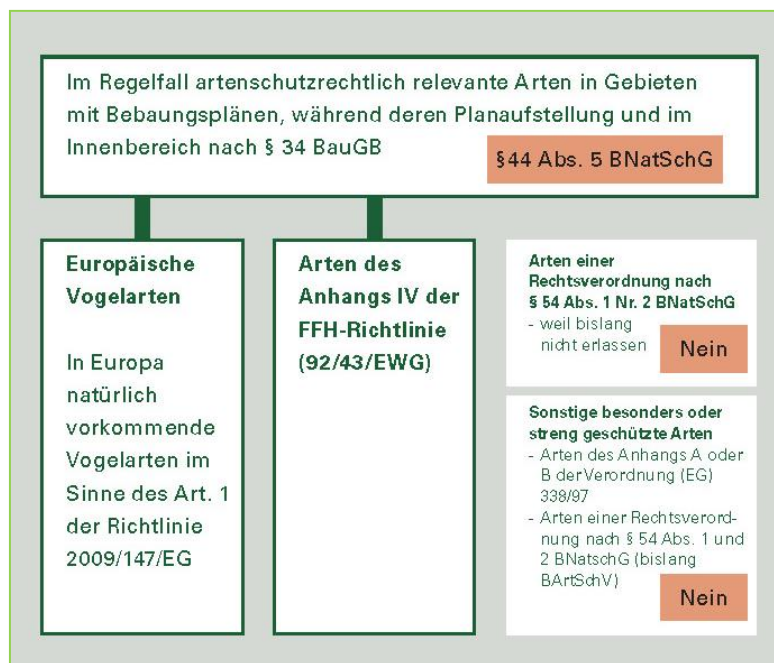 Im Regelfall artenschutzrechtlich relevante Arten in Gebieten
mit Bebaungsplänen, während deren Planaufstellung und im
Innenbereich nach § 34 BauGB
§44 Abs. 5 BNatSchG
Europäische
Vogelarten
In Europa
natürlich
vorkommende
Vogelarten im
Sinne des Art. 1
der Richtlinie
2009/147/EG
Arten des
Anhangs IV der
FFH-Richtlinie
(92/43/EWG)
Arten einer
Rechtsverordnung nach
§ 54 Abs. 1 Nr. 2 BNatSchG
- weil bislang
nicht erlassen
Nein
Sonstige besonders oder
streng geschützte Arten
- Arten des Anhangs A oder
B der Verordnung (EG)
338/97
- Arten einer Rechtsverord-
nung nach § 54 Abs. 1 und
2 BNatschG (bislang
BArtSchV)
Nein